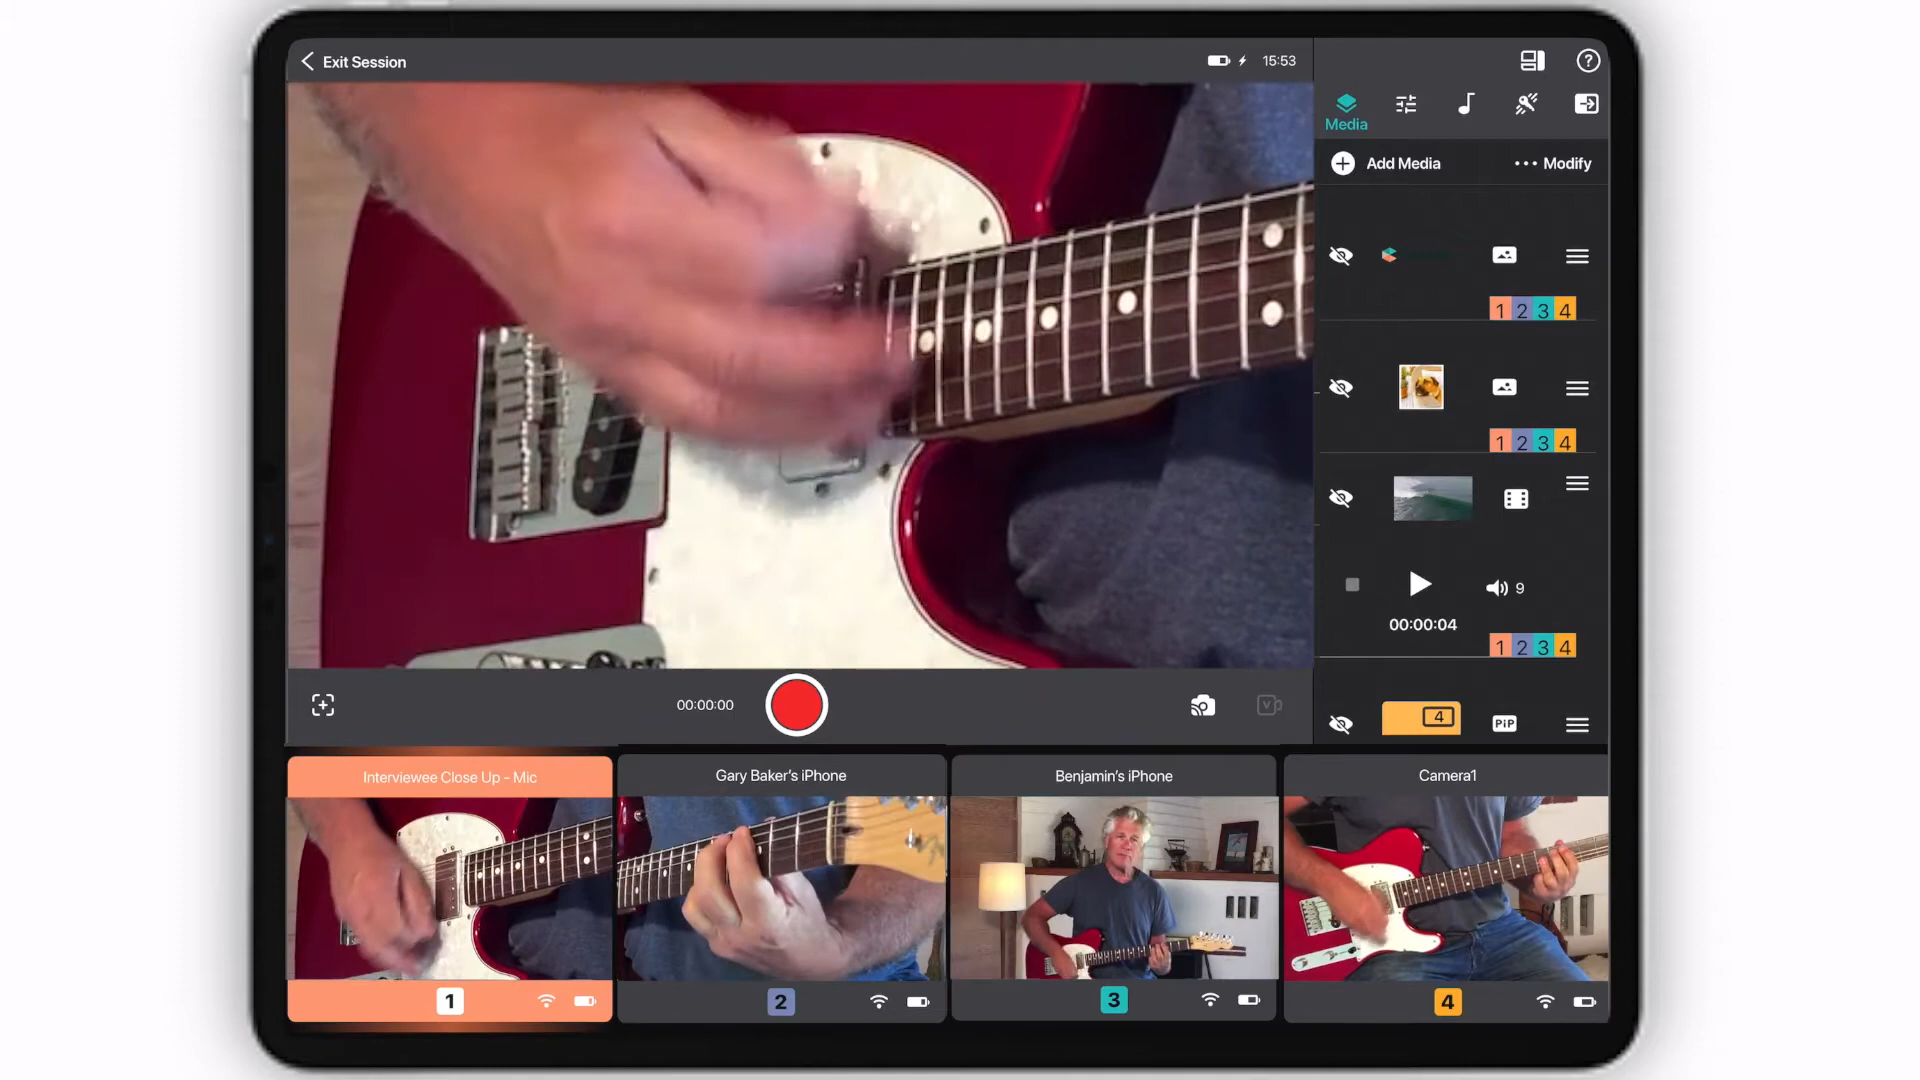 Exit Session
15:53
Media
Add Media
Modify
1 2 3 4
1 2 3 4
9
00:00:04
1 2 3 4
4
PiP
00:00:00
V
Interviewee Close Up - Mic
Gary Baker's iPhone
Benjamin's iPhone
Camera1
1
2
3
4